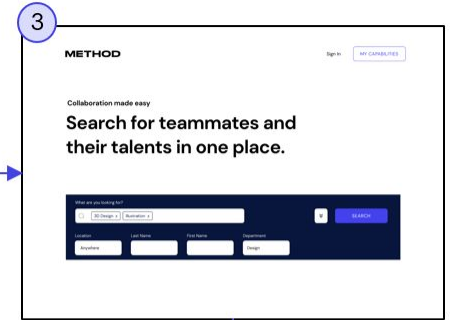 3
METHOD
Sign In
MY CAPABILITIES
Collaboration made easy
Search for teammates and
their talents in one place.
What are you looking for?
3D Design x Illustration x
SEARCH
Location Last Name First Name Department
Anywhere Design